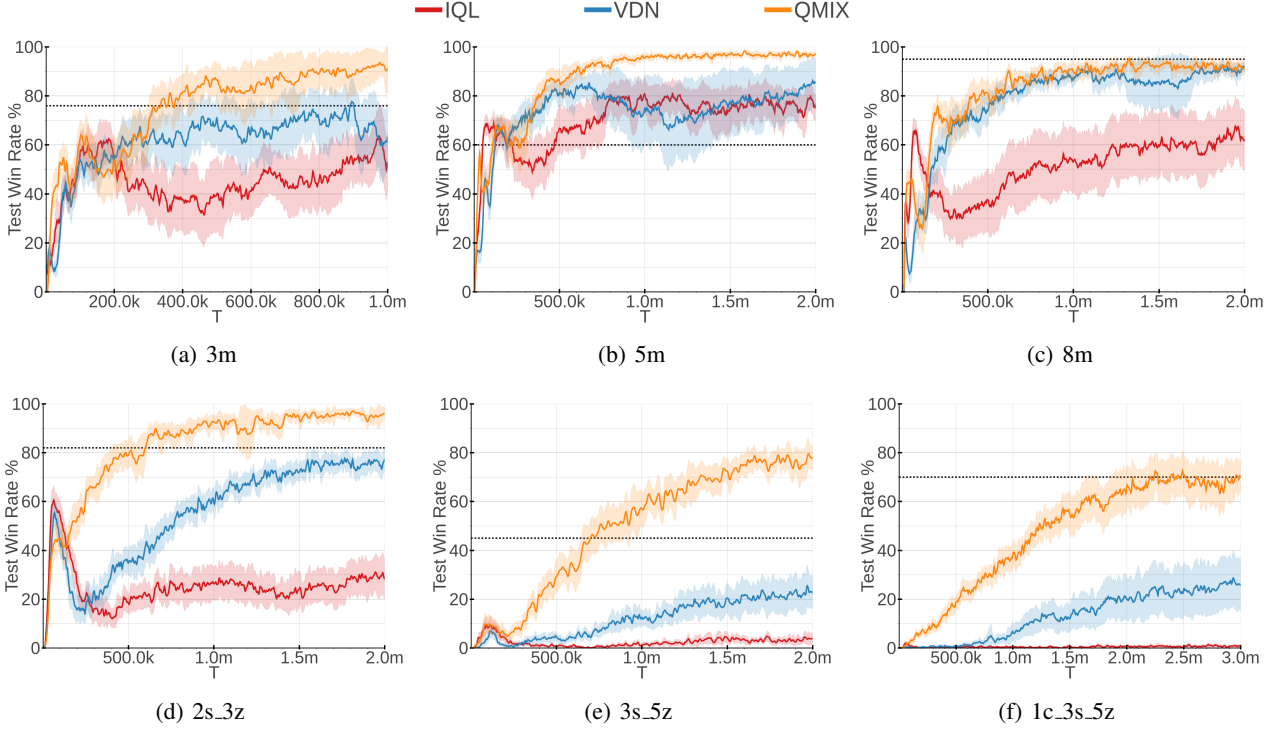 IQL VDN QMIX
100
80
60
40
20
0
Test Win Rate %
200.0k 400.0k 600.0k 800.0k 1.0m
T
(a) 3m
100
80
60
40
20
0
Test Win Rate %
500.0k 1.0m 1.5m 2.0m
T
(b) 5m
100
80
60
40
20
0
Test Win Rate %
500.0k 1.0m 1.5m 2.0m
T
(c) 8m
100
80
60
40
20
0
Test Win Rate %
500.0k 1.0m 1.5m 2.0m
T
(d) 2s_3z
100
80
60
40
20
0
Test Win Rate %
500.0k 1.0m 1.5m 2.0m
T
(e) 3s_5z
100
80
60
40
20
0
Test Win Rate %
500.0k 1.0m 1.5m 2.0m 2.5m 3.0m
T
(f) 1c_3s_5z